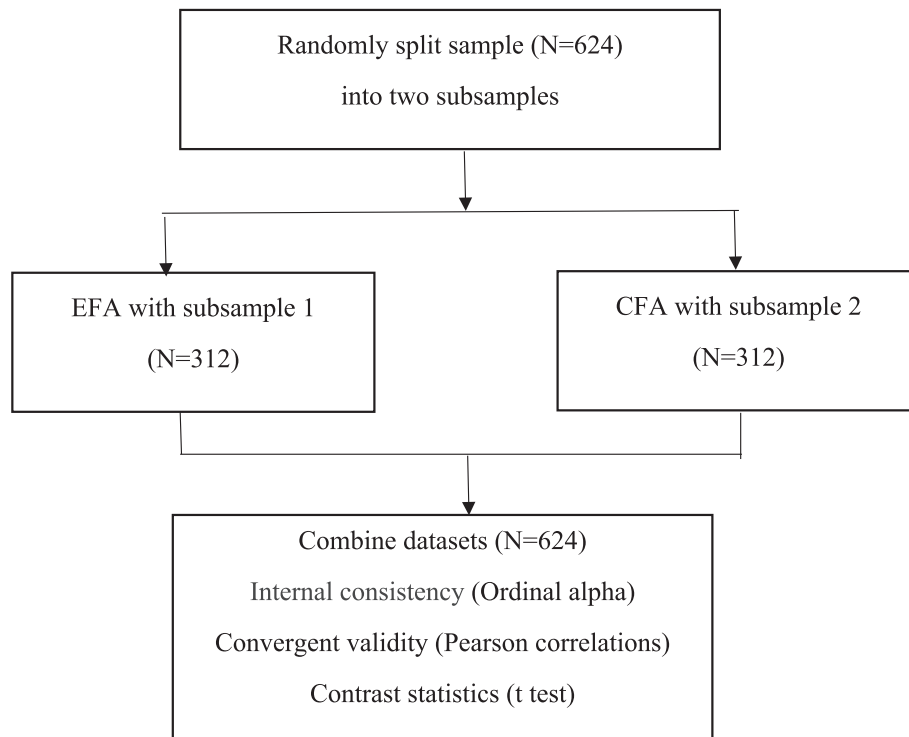 Randomly split sample (N=624)
into two subsamples
EFA with subsample 1
(N=312)
CFA with subsample 2
(N=312)
Combine datasets (N=624)
Internal consistency (Ordinal alpha)
Convergent validity (Pearson correlations)
Contrast statistics (t test)